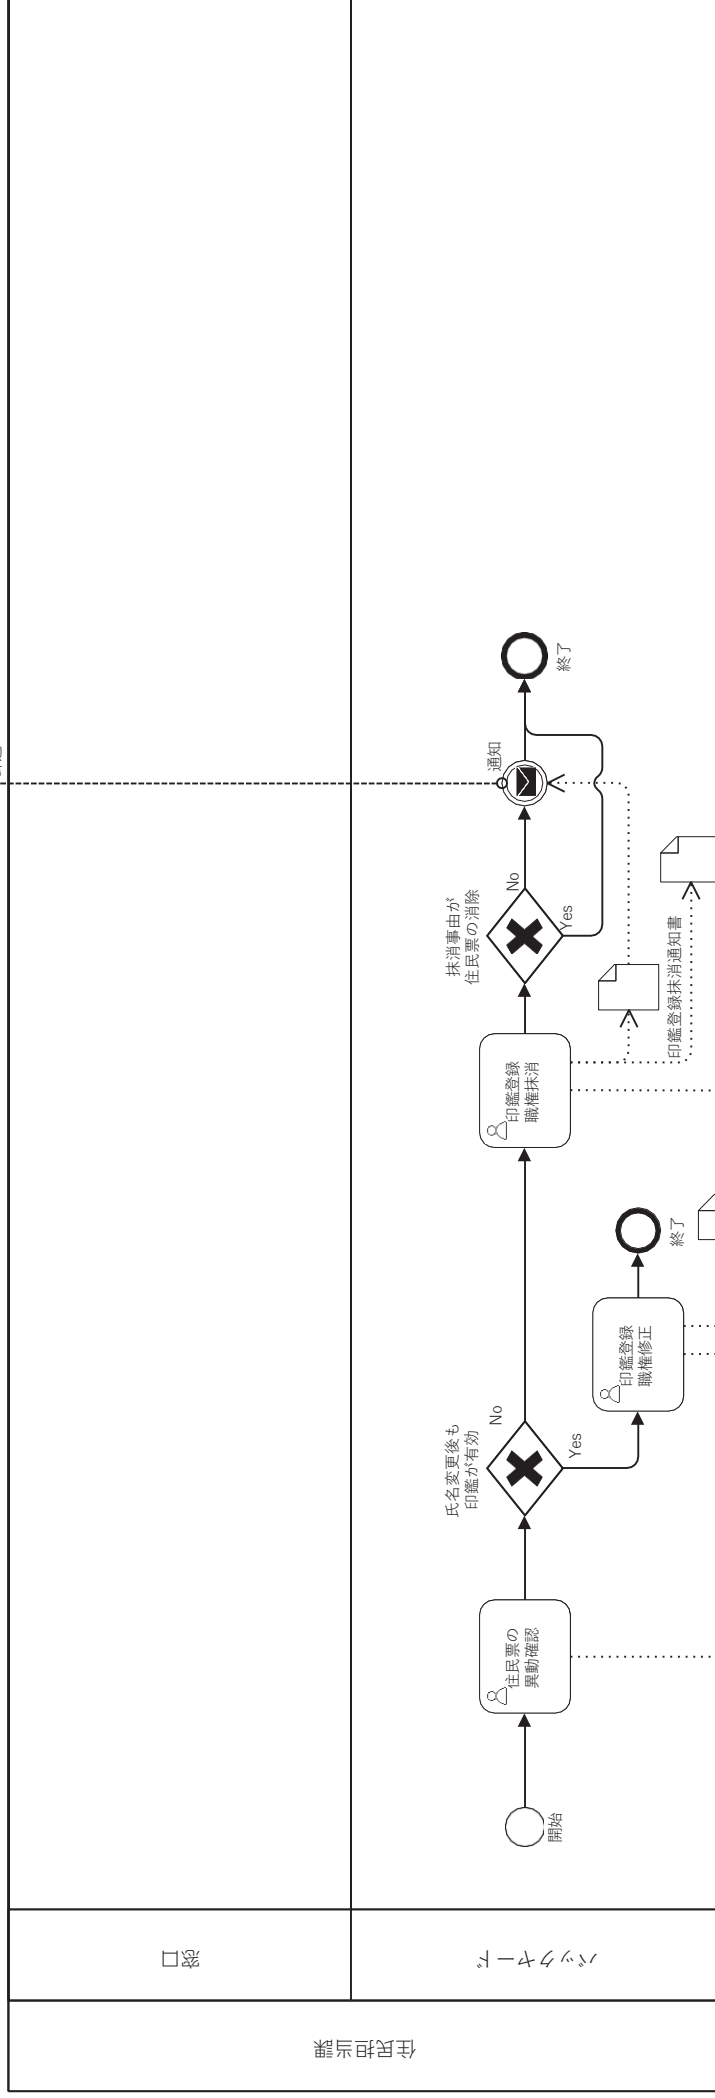 住民担当課
窓口
バックヤード
開始
住民票の
異動確認
氏名変更後も
印鑑が有効
No
Yes
印鑑登録
職権修正
終了
印鑑登録
職権抹消
印鑑登録抹消通知書
抹消事由が
住民票の消除
No
Yes
通知
終了